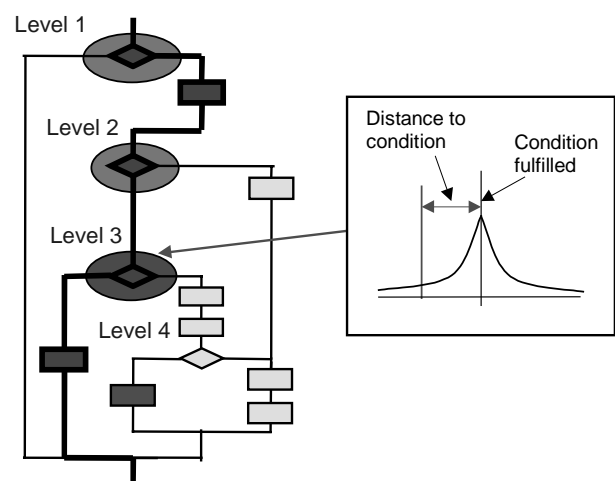 Level 1
Level 2
Level 3
Level 4
Distance to
condition
Condition
fulfilled